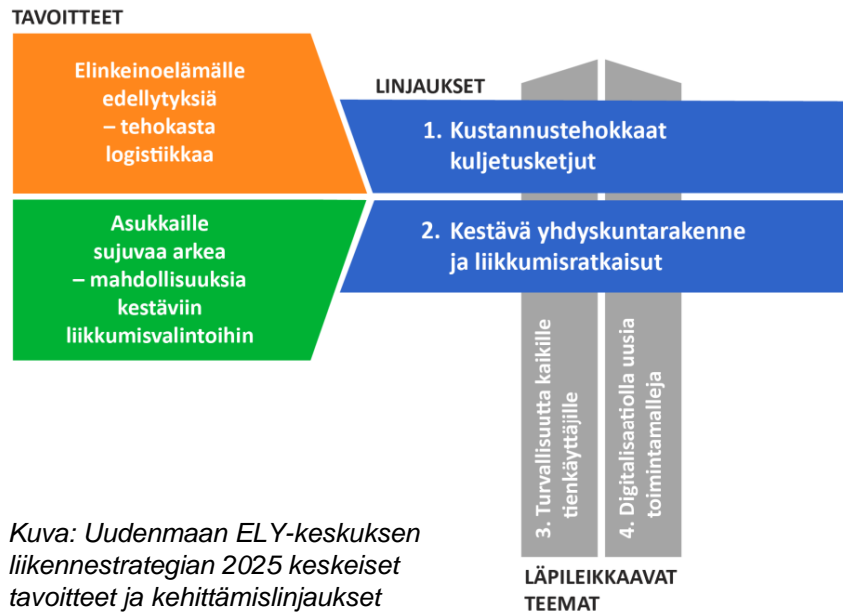 TAVOITTEET
Elinkeinoelämälle
edellytyksiä
– tehokasta
logistiikkaa
LINJAUKSET
1. Kustannustehokkaat
kuljetusketjut
Asukkaille
sujuvaa arkea
– mahdollisuuksia
kestäviin
liikkumisvalintoihin
2. Kestävä yhdyskuntarakenne
ja liikkumisratkaisut
3. Turvallisuutta kaikille
tienkäyttäjille
4. Digitalisaatiolla uusia
toimintamalleja
LÄPILEIKKAAVAT
TEEMAT
Kuva: Uudenmaan ELY-keskuksen
liikennestrategian 2025 keskeiset
tavoitteet ja kehittämislinjaukset